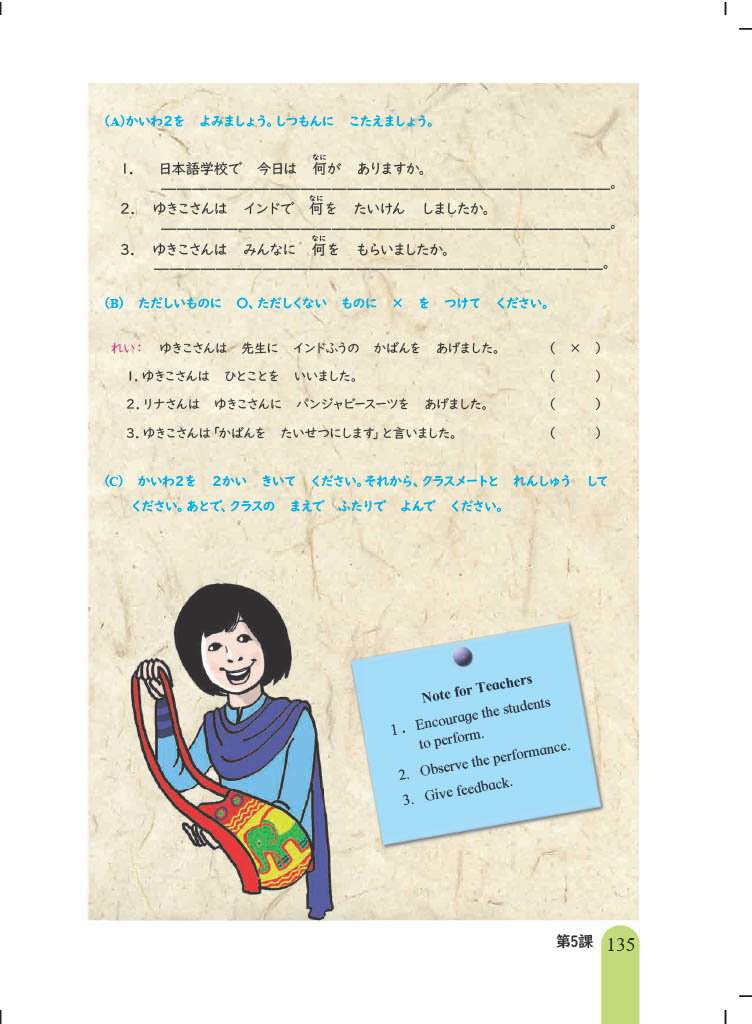 (A)かいわ2を　よみましょう。しつもんに　こたえましょう。
なに
1.　日本語学校で　今日は　何が　ありますか。
。
なに
2.　ゆきこさんは　インドで　何を　たいけん　しましたか。
。
なに
3.　ゆきこさんは　みんなに　何を　もらいましたか。
。
(B)　ただしいものに　〇、ただしくない　ものに　×　を　つけて　ください。
れい：　ゆきこさんは　先生に　インドふうの　かばんを　あげました。　（　×　）
1. ゆきこさんは　ひとことを　いいました。　（　　）
2. リナさんは　ゆきこさんに　パンジャビースーツを　あげました。　（　　）
3. ゆきこさんは「かばんを　たいせつにします」と言いました。　（　　）
(C)　かいわ2を　2かい　きいて　ください。それから、クラスメートと　れんしゅう　して
ください。あとで、クラスの　まえで　ふたりで　よんで　ください。
Note for Teachers
1. Encourage the students
to perform.
2. Observe the performance.
3. Give feedback.
第5課　135